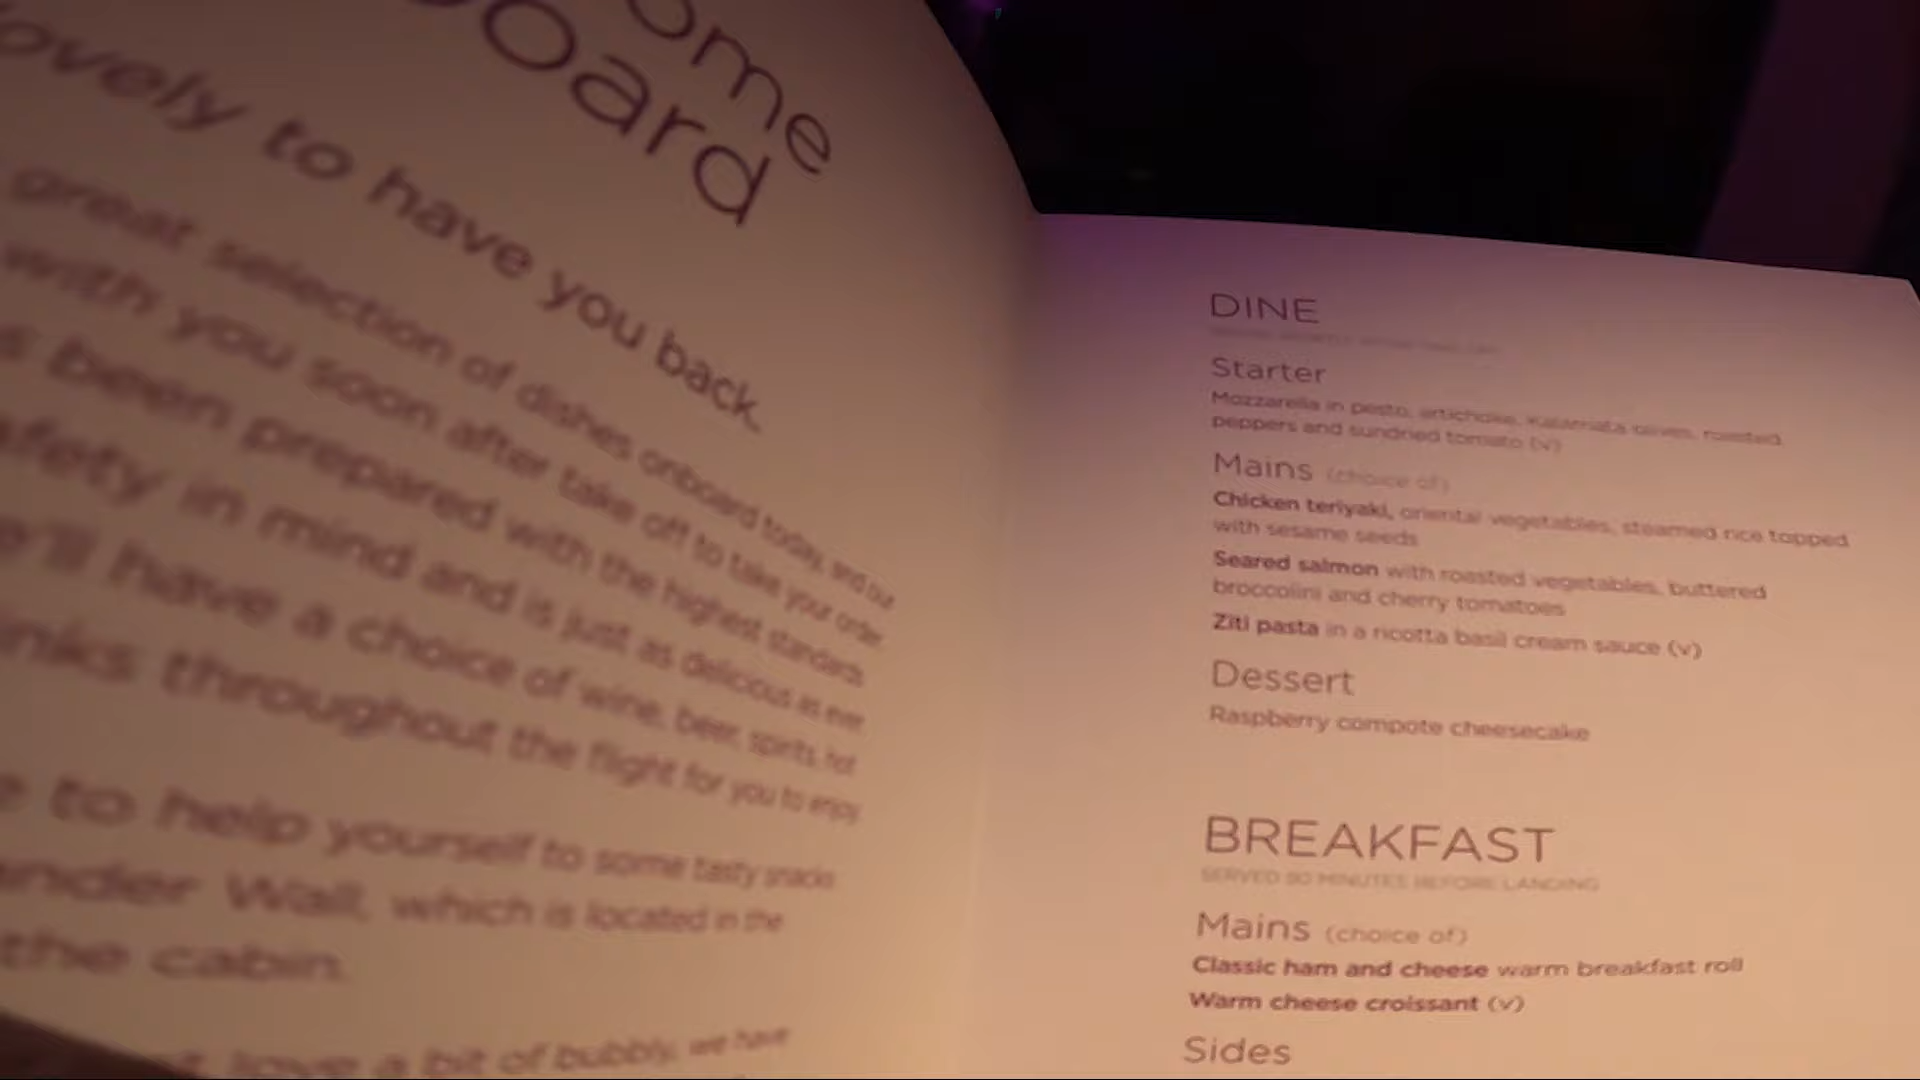 ome
oard
ovely to have you back.
great selection of dishes onboard today, and our
with you soon after take off to take your order.
s been prepared with the highest standards
afety in mind and is just as delicious as ever.
e'll have a choice of wine, beer, spirits, hot
inks throughout the flight for you to enjoy
e to help yourself to some tasty snacks
ander Wall, which is located in the
the cabin.
love a bit of bubbly, we have
DINE
Starter
Mozzarella in pesto, artichoke, kalamata olives, roasted
peppers and sundried tomato (v)
Mains (choice of)
Chicken teriyaki, oriental vegetables, steamed rice topped
with sesame seeds
Seared salmon with roasted vegetables, buttered
broccolini and cherry tomatoes
Ziti pasta in a ricotta basil cream sauce (v)
Dessert
Raspberry compote cheesecake
BREAKFAST
SERVED 90 MINUTES BEFORE LANDING
Mains (choice of)
Classic ham and cheese warm breakfast roll
Warm cheese croissant (v)
Sides